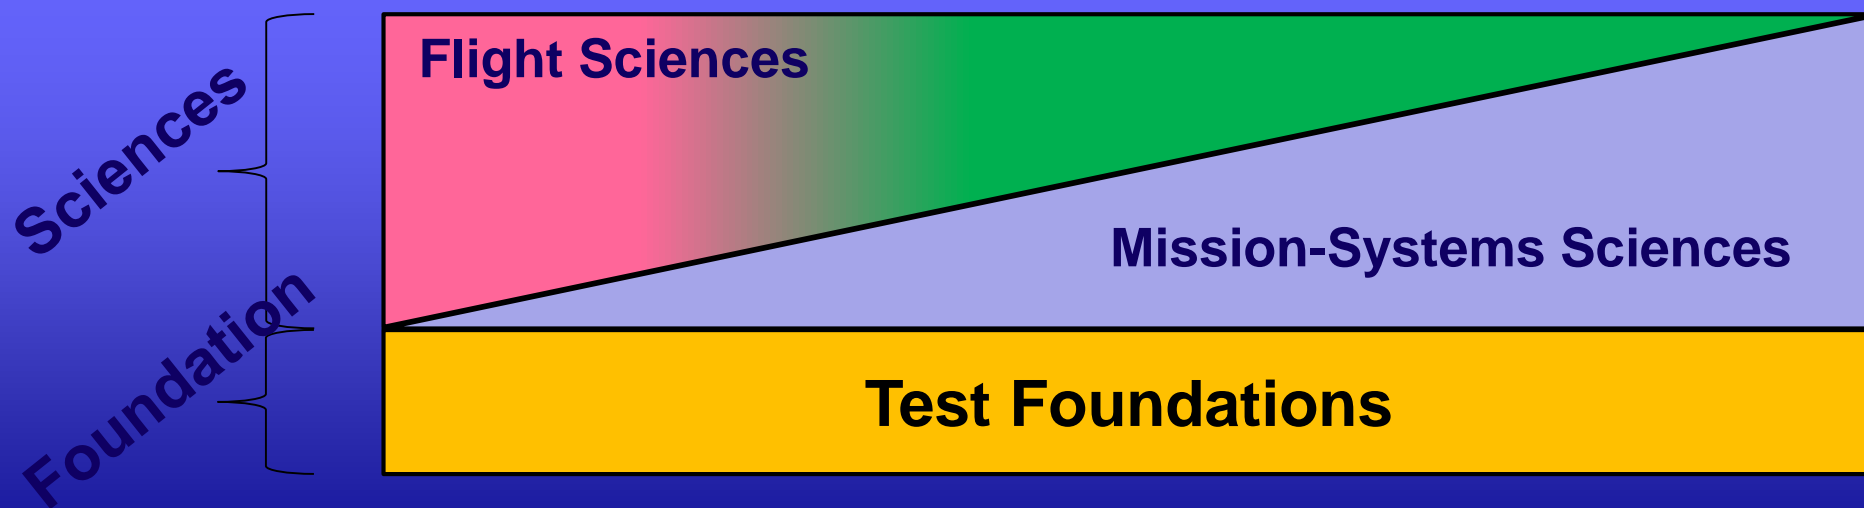 Sciences
Flight Sciences
Mission-Systems Sciences
Foundation
Test Foundations